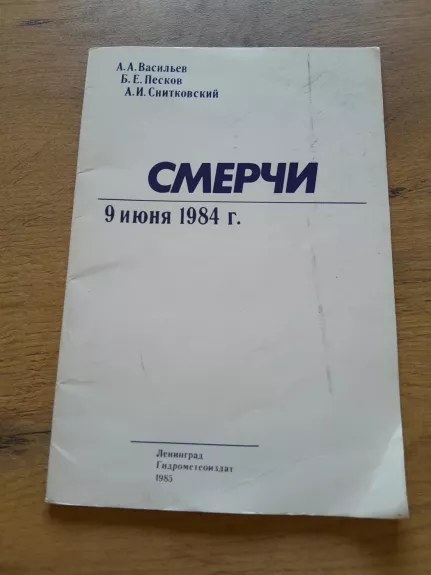 А.А.Васильев
Б.Е.Песков
А.И.Снитковский
СМЕРЧИ
9 июня 1984 г.
Ленинград
Гидрометеоиздат
1985